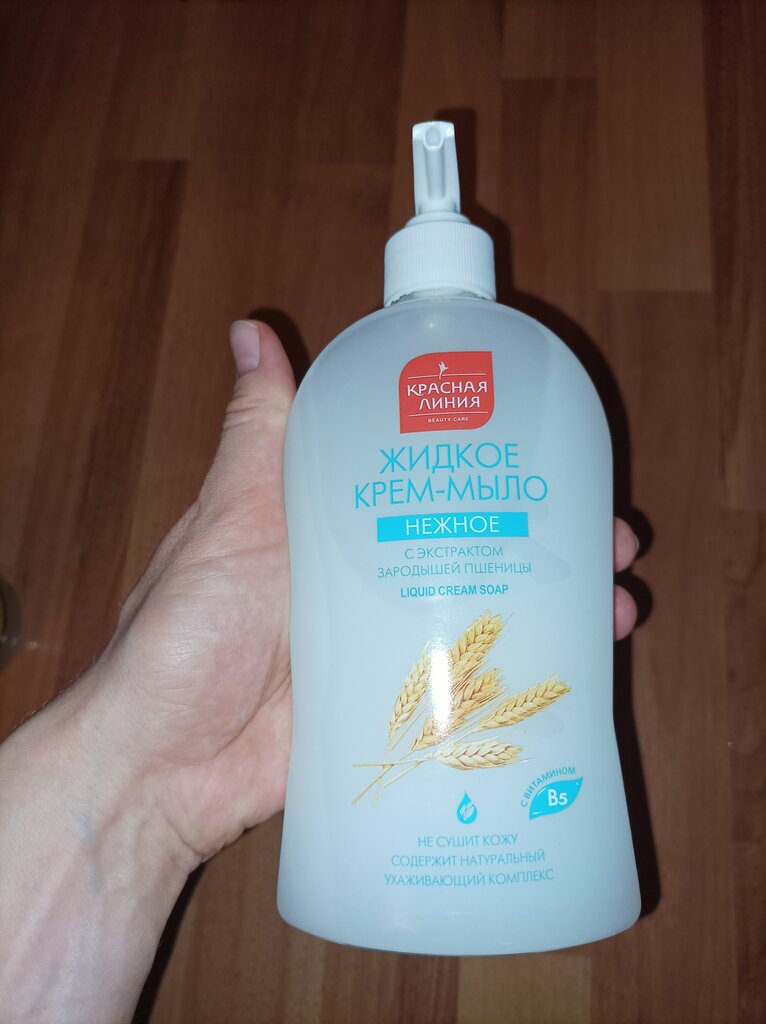 КРАСНАЯ
ЛИНИЯ
BEAUTY CARE
ЖИДКОЕ
КРЕМ-МЫЛО
НЕЖНОЕ
С ЭКСТРАКТОМ
ЗАРОДЫШЕЙ ПШЕНИЦЫ
LIQUID CREAM SOAP
С ВИТАМИНОМ
B5
НЕ СУШИТ КОЖУ
СОДЕРЖИТ НАТУРАЛЬНЫЙ
УХАЖИВАЮЩИЙ КОМПЛЕКС